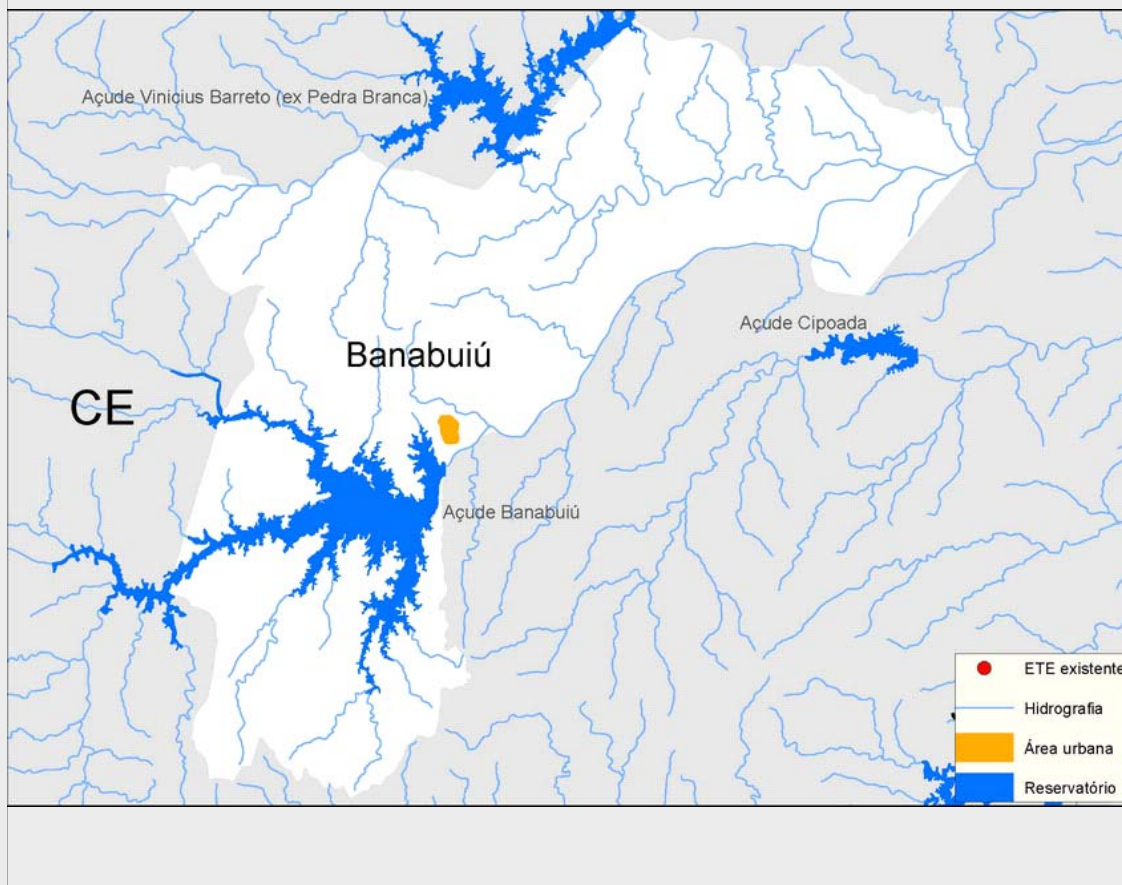 Açude Vinicius Barreto (ex Pedra Branca)
Açude Cipoada
Banabuiú
CE
Açude Banabuiú
ETE existente
Hidrografia
Área urbana
Reservatório